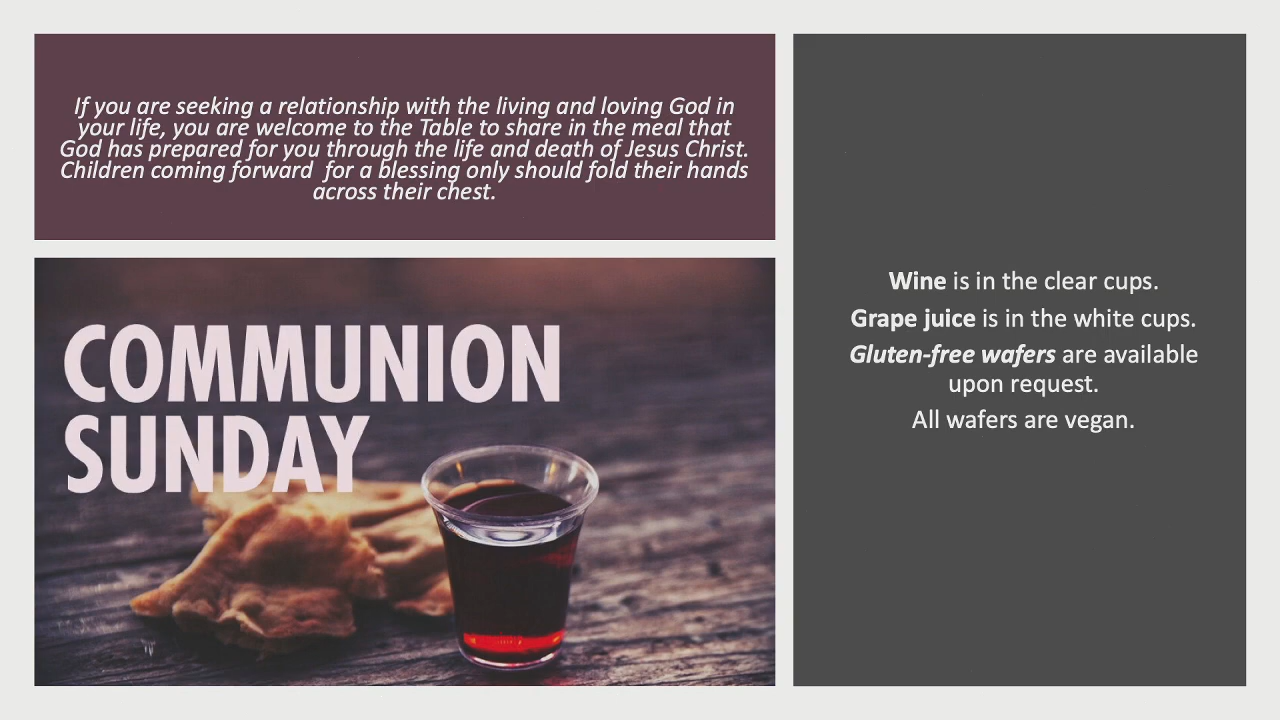 If you are seeking a relationship with the living and loving God in
your life, you are welcome to the Table to share in the meal that
God has prepared for you through the life and death of Jesus Christ.
Children coming forward  for a blessing only should fold their hands
across their chest.
COMMUNION
SUNDAY
Wine is in the clear cups.
Grape juice is in the white cups.
Gluten-free wafers are available
upon request.
All wafers are vegan.